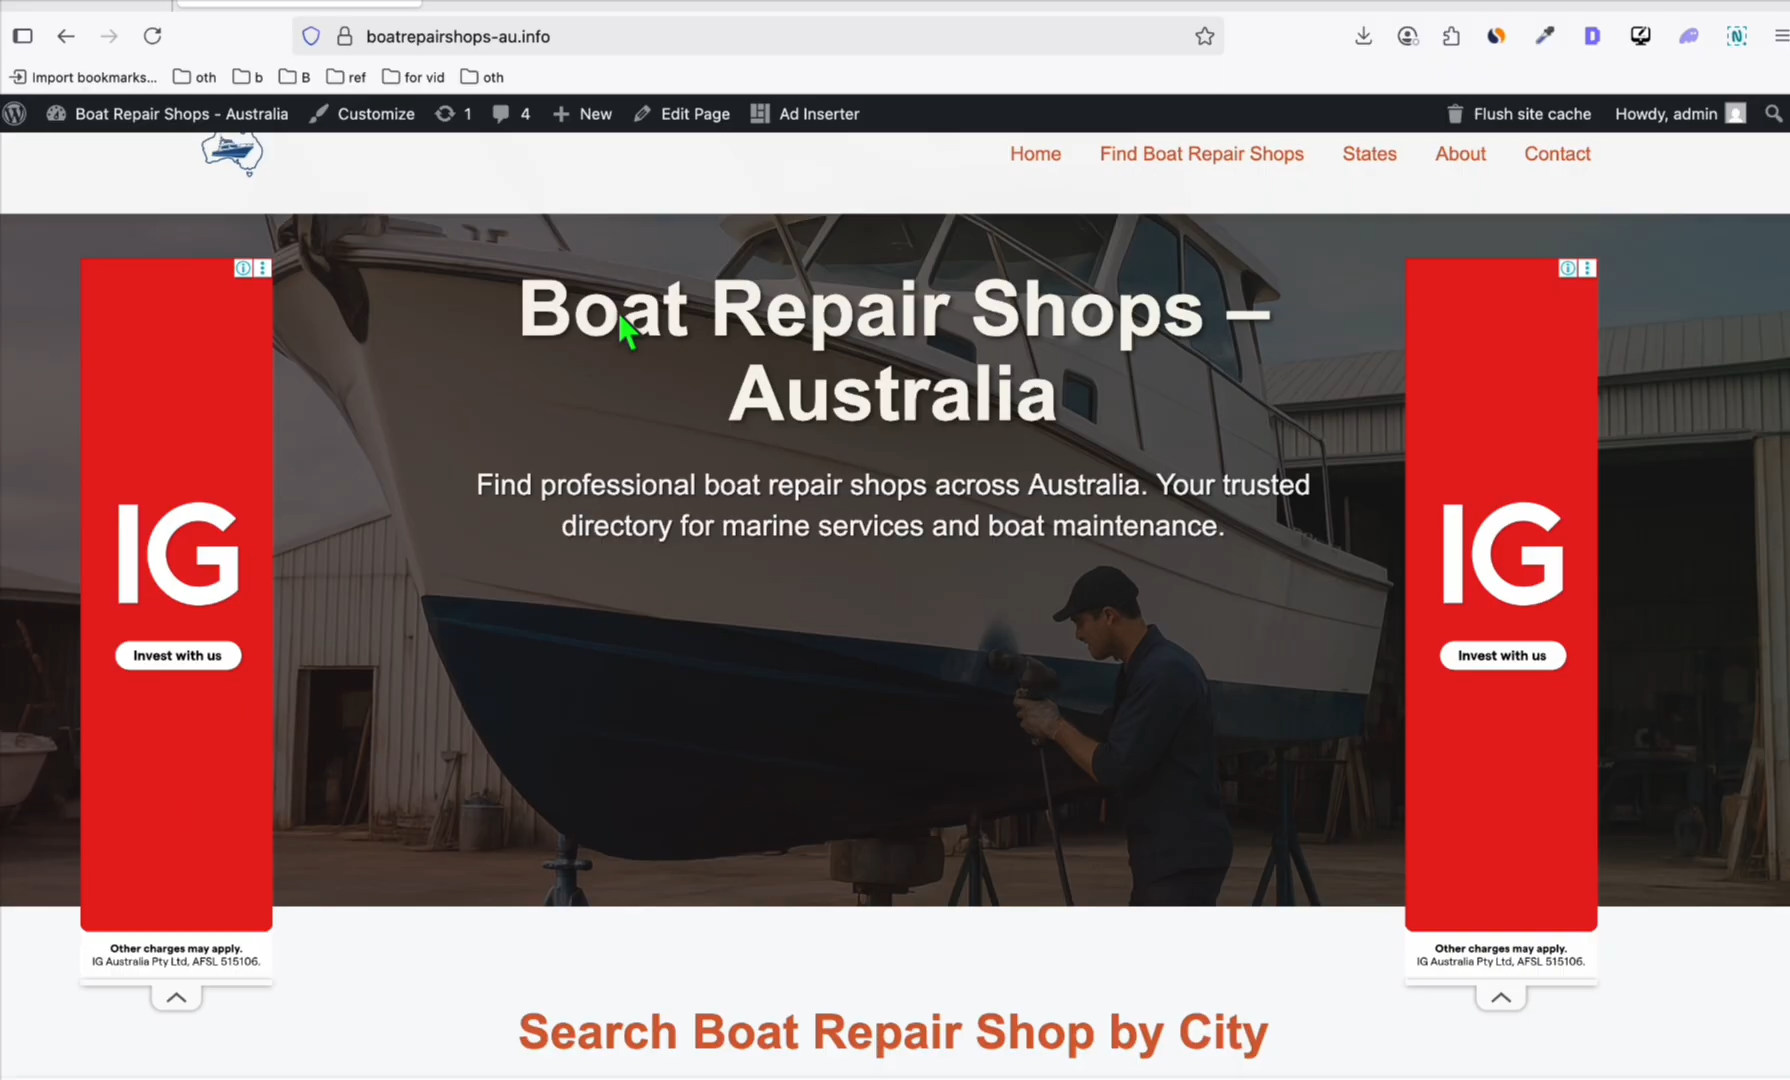 boatrepairshops-au.info
Import bookmarks... oth b B ref for vid oth
Boat Repair Shops - Australia Customize 1 4 New Edit Page Ad Inserter Flush site cache Howdy, admin
Home Find Boat Repair Shops States About Contact
Boat Repair Shops –
Australia
Find professional boat repair shops across Australia. Your trusted
directory for marine services and boat maintenance.
IG
Invest with us
Other charges may apply.
IG Australia Pty Ltd, AFSL 515106.
IG
Invest with us
Other charges may apply.
IG Australia Pty Ltd, AFSL 515106.
Search Boat Repair Shop by City